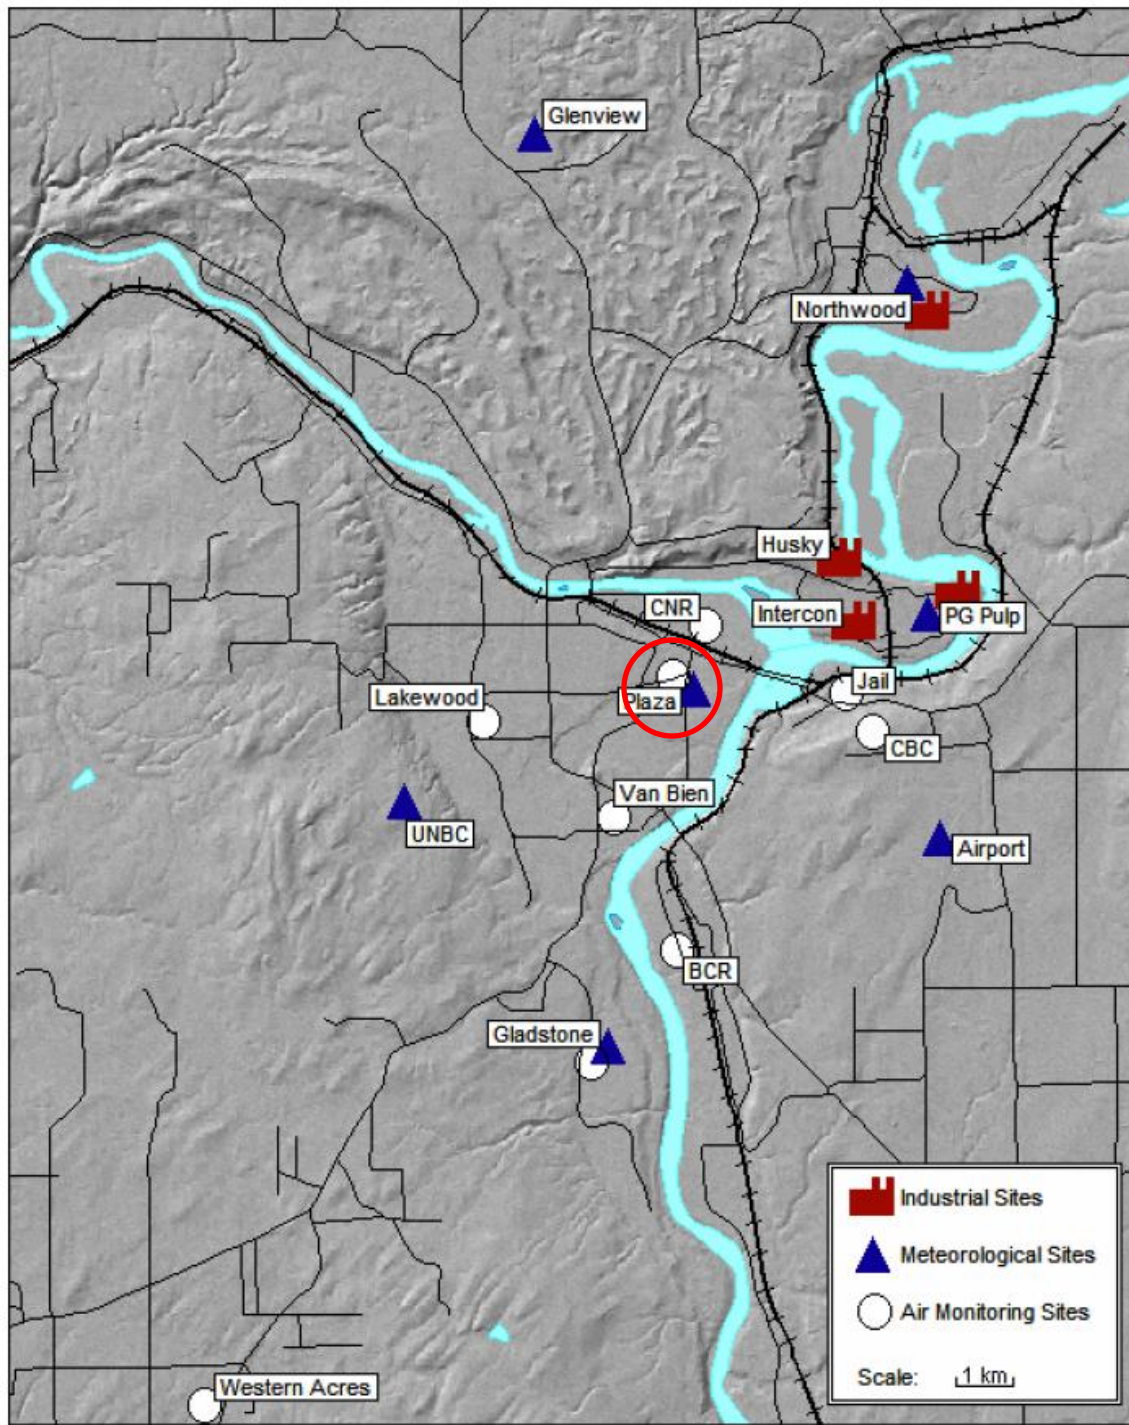 Glenview
Northwood
Husky
CNR
Intercon
PG Pulp
Plaza
Jail
Lakewood
CBC
Van Bien
UNBC
Airport
BCR
Gladstone
Industrial Sites
Meteorological Sites
Air Monitoring Sites
Scale: 1 km
Western Acres